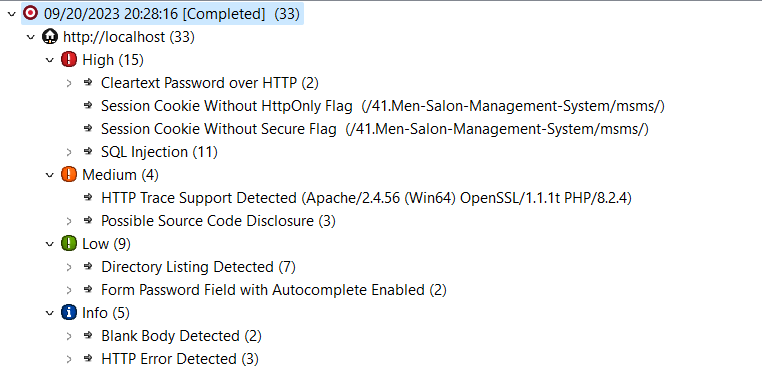 09/20/2023 20:28:16 [Completed] (33)
http://localhost (33)
High (15)
Cleartext Password over HTTP (2)
Session Cookie Without HttpOnly Flag (/41.Men-Salon-Management-System/msms/)
Session Cookie Without Secure Flag (/41.Men-Salon-Management-System/msms/)
SQL Injection (11)
Medium (4)
HTTP Trace Support Detected (Apache/2.4.56 (Win64) OpenSSL/1.1.1t PHP/8.2.4)
Possible Source Code Disclosure (3)
Low (9)
Directory Listing Detected (7)
Form Password Field with Autocomplete Enabled (2)
Info (5)
Blank Body Detected (2)
HTTP Error Detected (3)